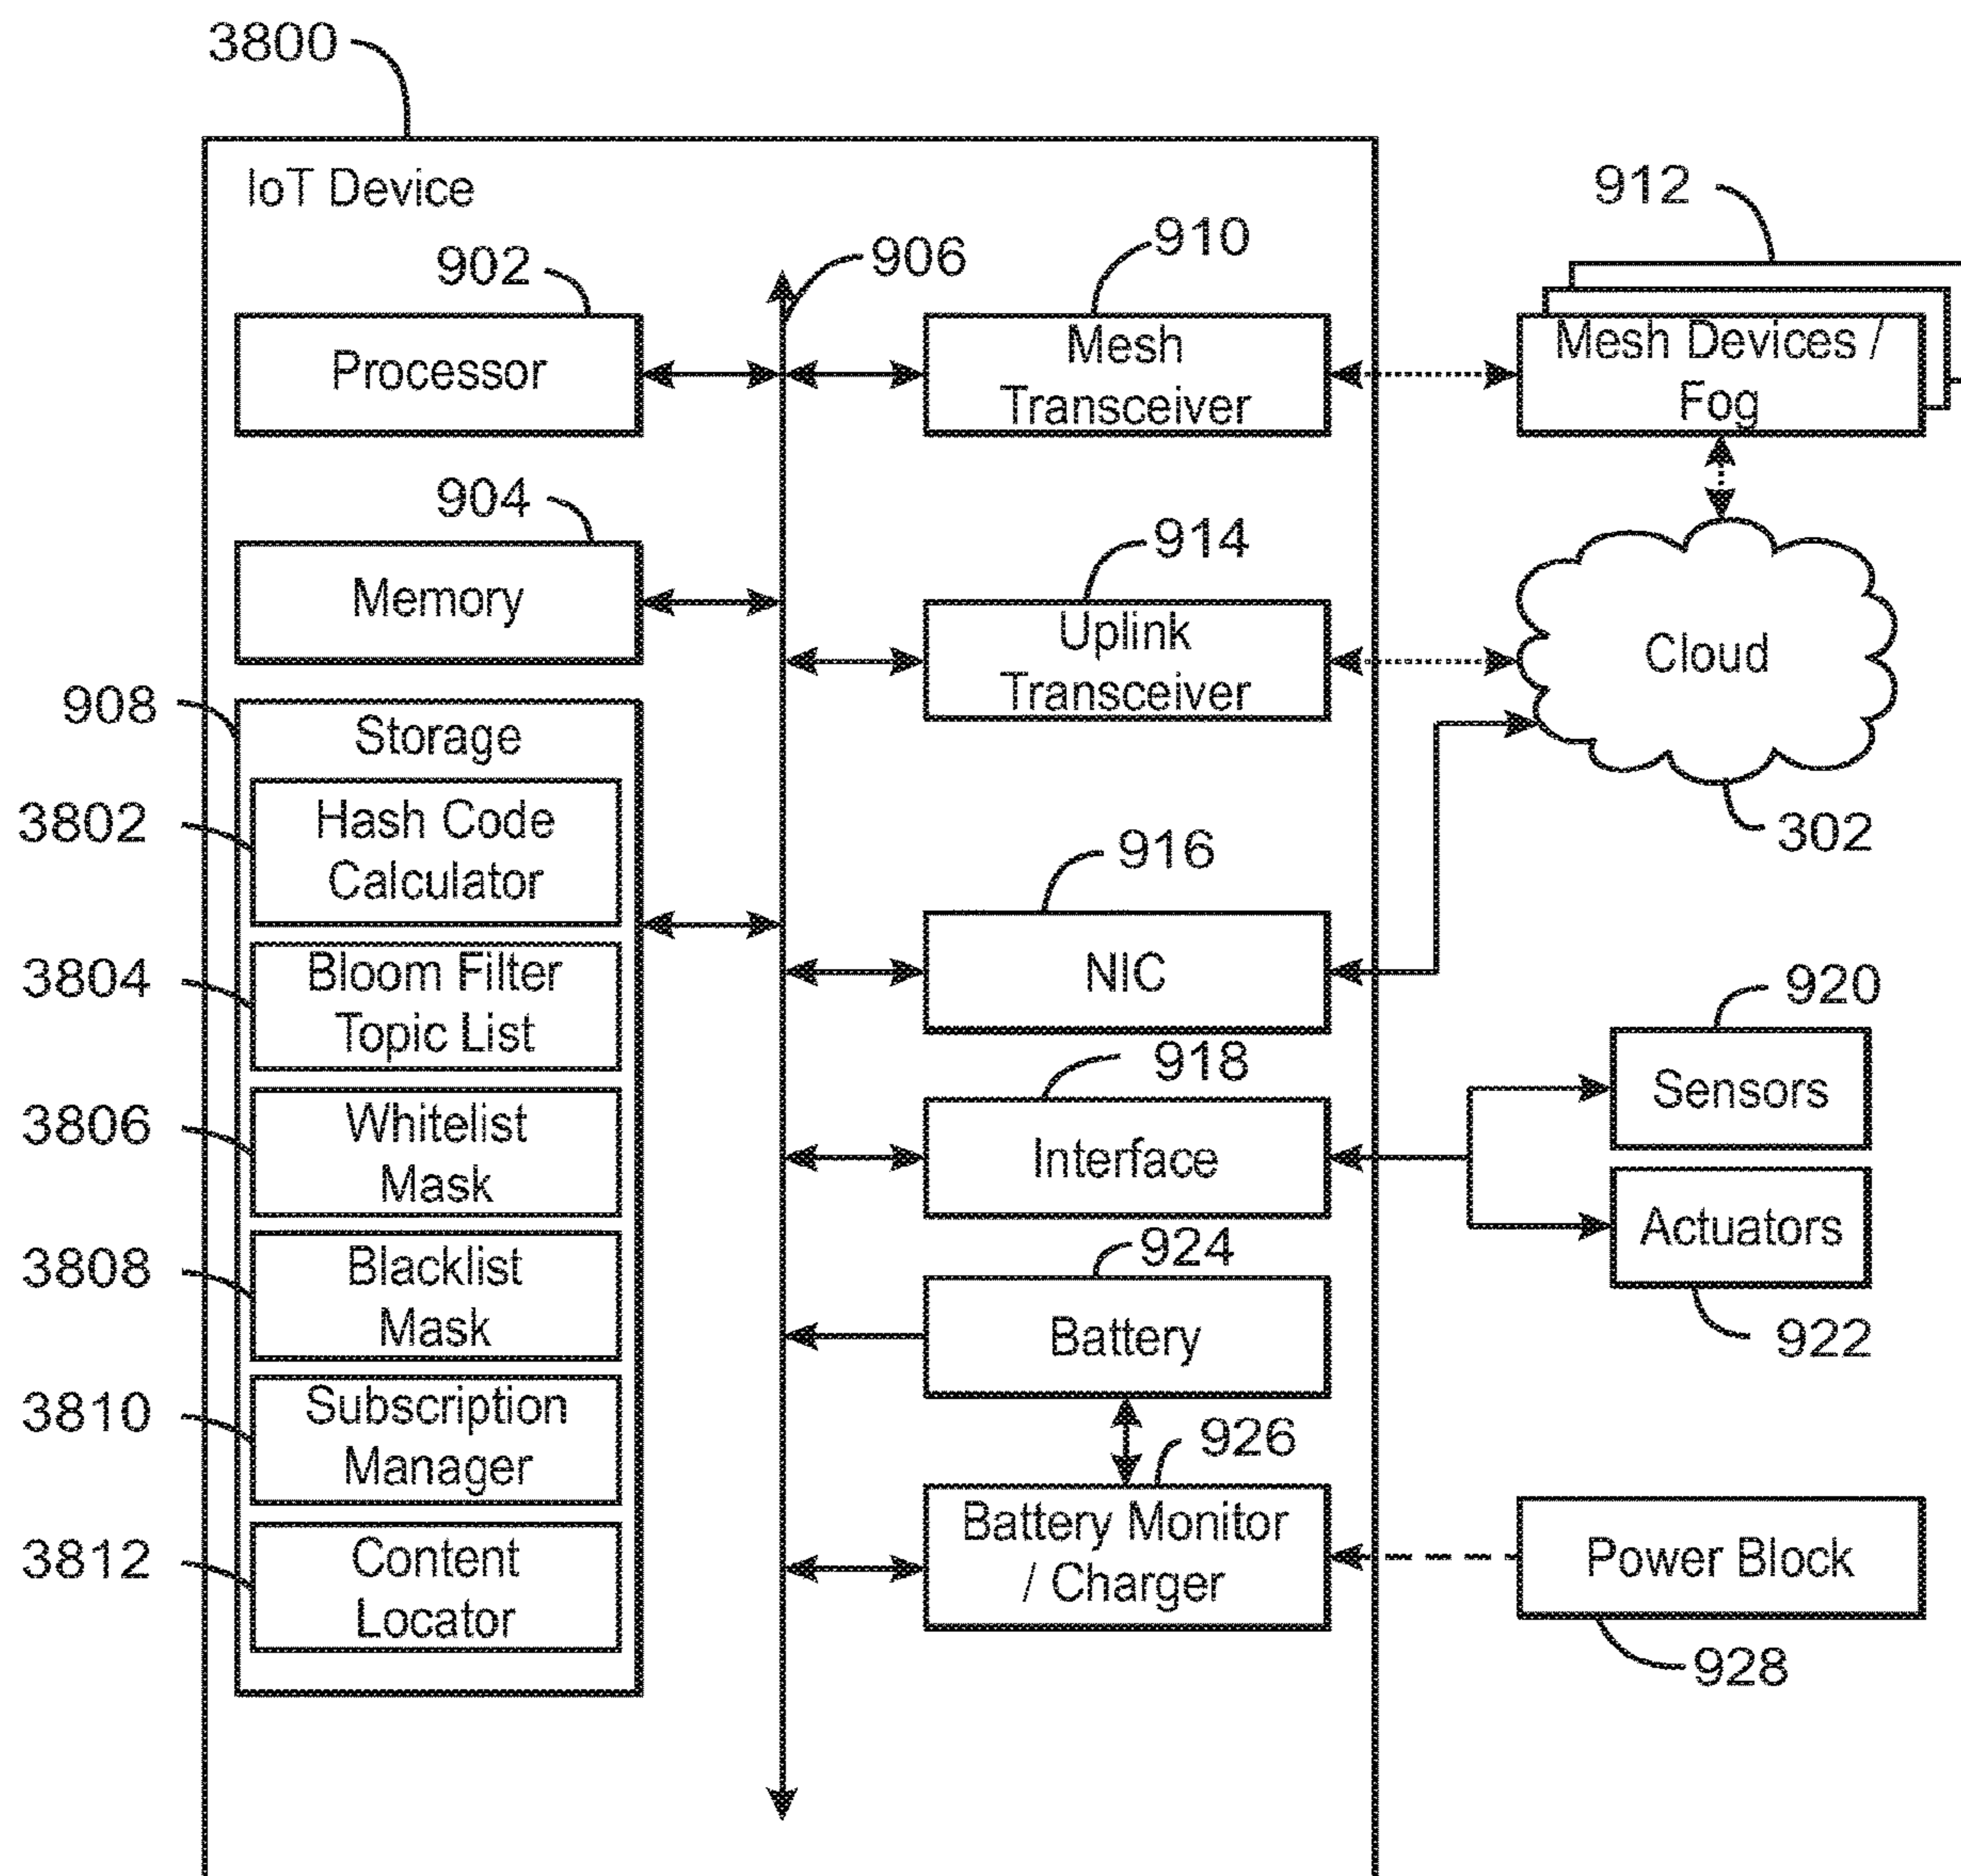 3800
IoT Device
912
910
906
902
Processor
Mesh
Transceiver
Mesh Devices /
Fog
904
914
Memory
Uplink
Transceiver
Cloud
908
Storage
302
3802
Hash Code
Calculator
916
NIC
3804
Bloom Filter
Topic List
920
Sensors
918
3806
Whitelist
Mask
Interface
Actuators
922
924
3808
Blacklist
Mask
Battery
3810
Subscription
Manager
926
Battery Monitor
/ Charger
Power Block
928
3812
Content
Locator